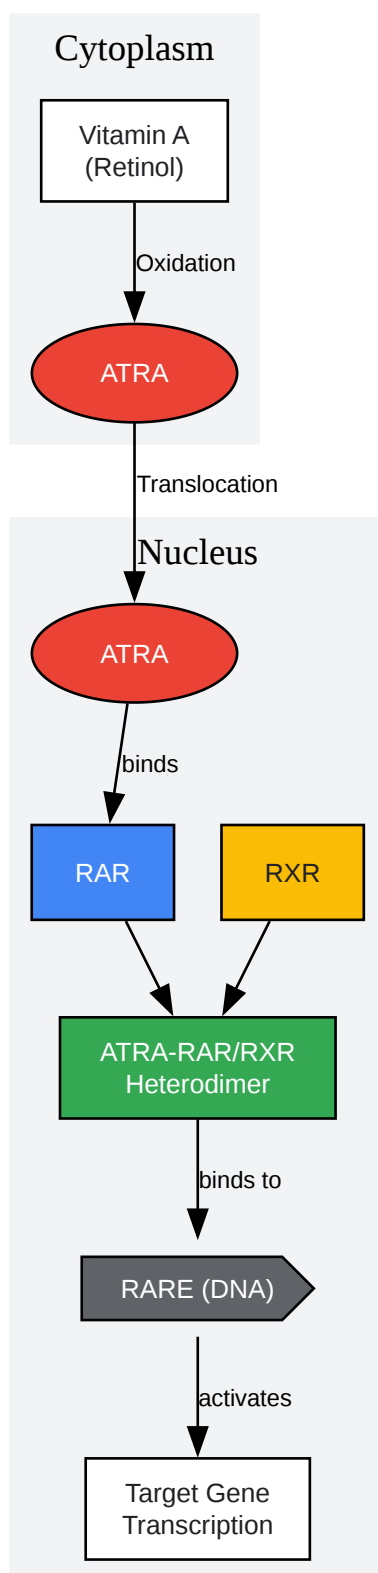 Cytoplasm
Vitamin A
(Retinol)
Oxidation
ATRA
Translocation
Nucleus
ATRA
binds
RAR
RXR
ATRA-RAR/RXR
Heterodimer
binds to
RARE (DNA)
activates
Target Gene
Transcription